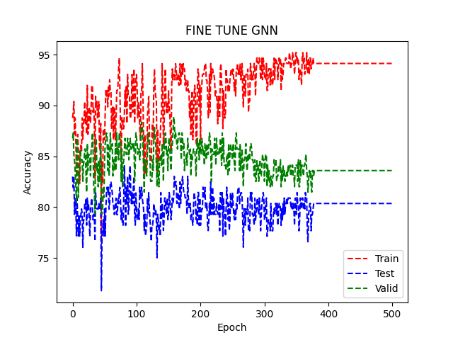 FINE TUNE GNN
Accuracy
95
90
85
80
75
0 100 200 300 400 500
Epoch
Train
Test
Valid